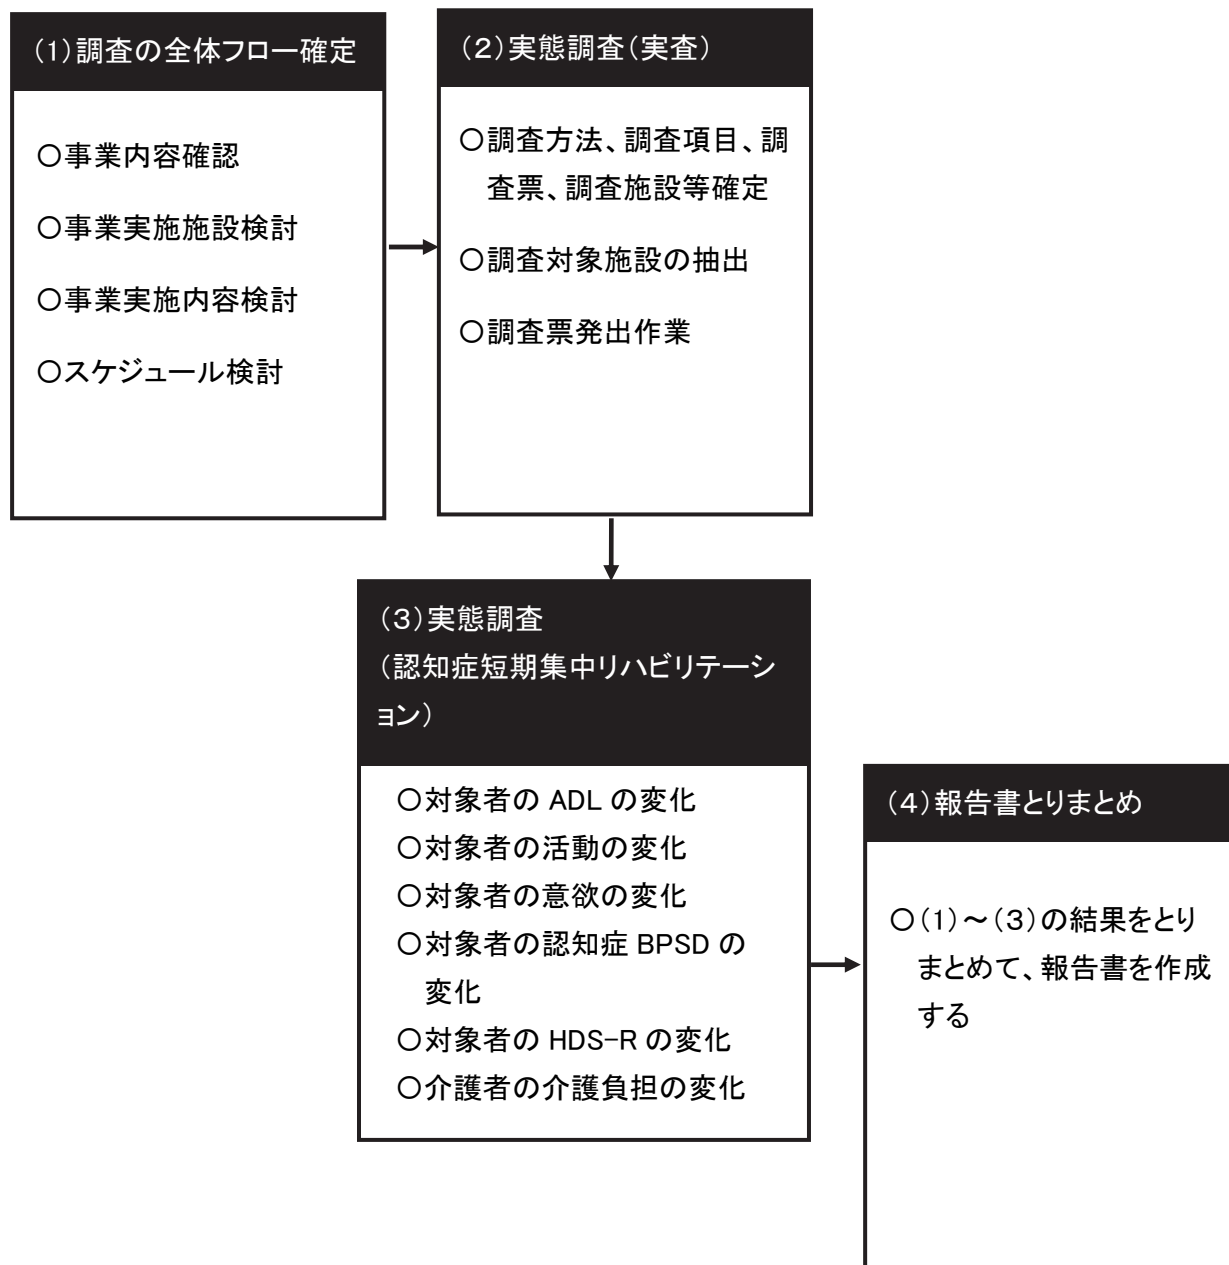 (1)調査の全体フロー確定
○事業内容確認
○事業実施施設検討
○事業実施内容検討
○スケジュール検討
(2)実態調査(実査)
○調査方法、調査項目、調
査票、調査施設等確定
○調査対象施設の抽出
○調査票発出作業
(3)実態調査
(認知症短期集中リハビリテーシ
ョン)
○対象者の ADL の変化
○対象者の活動の変化
○対象者の意欲の変化
○対象者の認知症 BPSD の
変化
○対象者の HDS-R の変化
○介護者の介護負担の変化
(4)報告書とりまとめ
○(1)~(3)の結果をとり
まとめて、報告書を作成
する